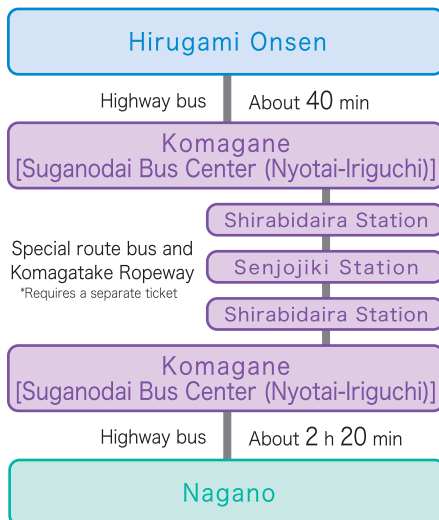 Hirugami Onsen
Highway bus About 40 min
Komagane
[Suganodai Bus Center (Nyotai-Iriguchi)]
Shirabidaira Station
Special route bus and
Komagatake Ropeway
*Requires a separate ticket
Senjojiki Station
Shirabidaira Station
Komagane
[Suganodai Bus Center (Nyotai-Iriguchi)]
Highway bus About 2 h 20 min
Nagano